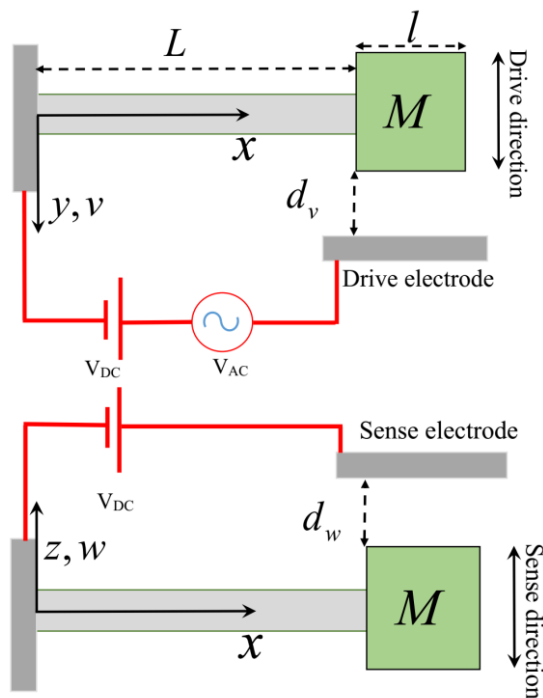 L
l
M
Drive direction
x
d_v
y, v
Drive electrode
V_DC
V_AC
Sense electrode
V_DC
d_w
z, w
Sense direction
M
x